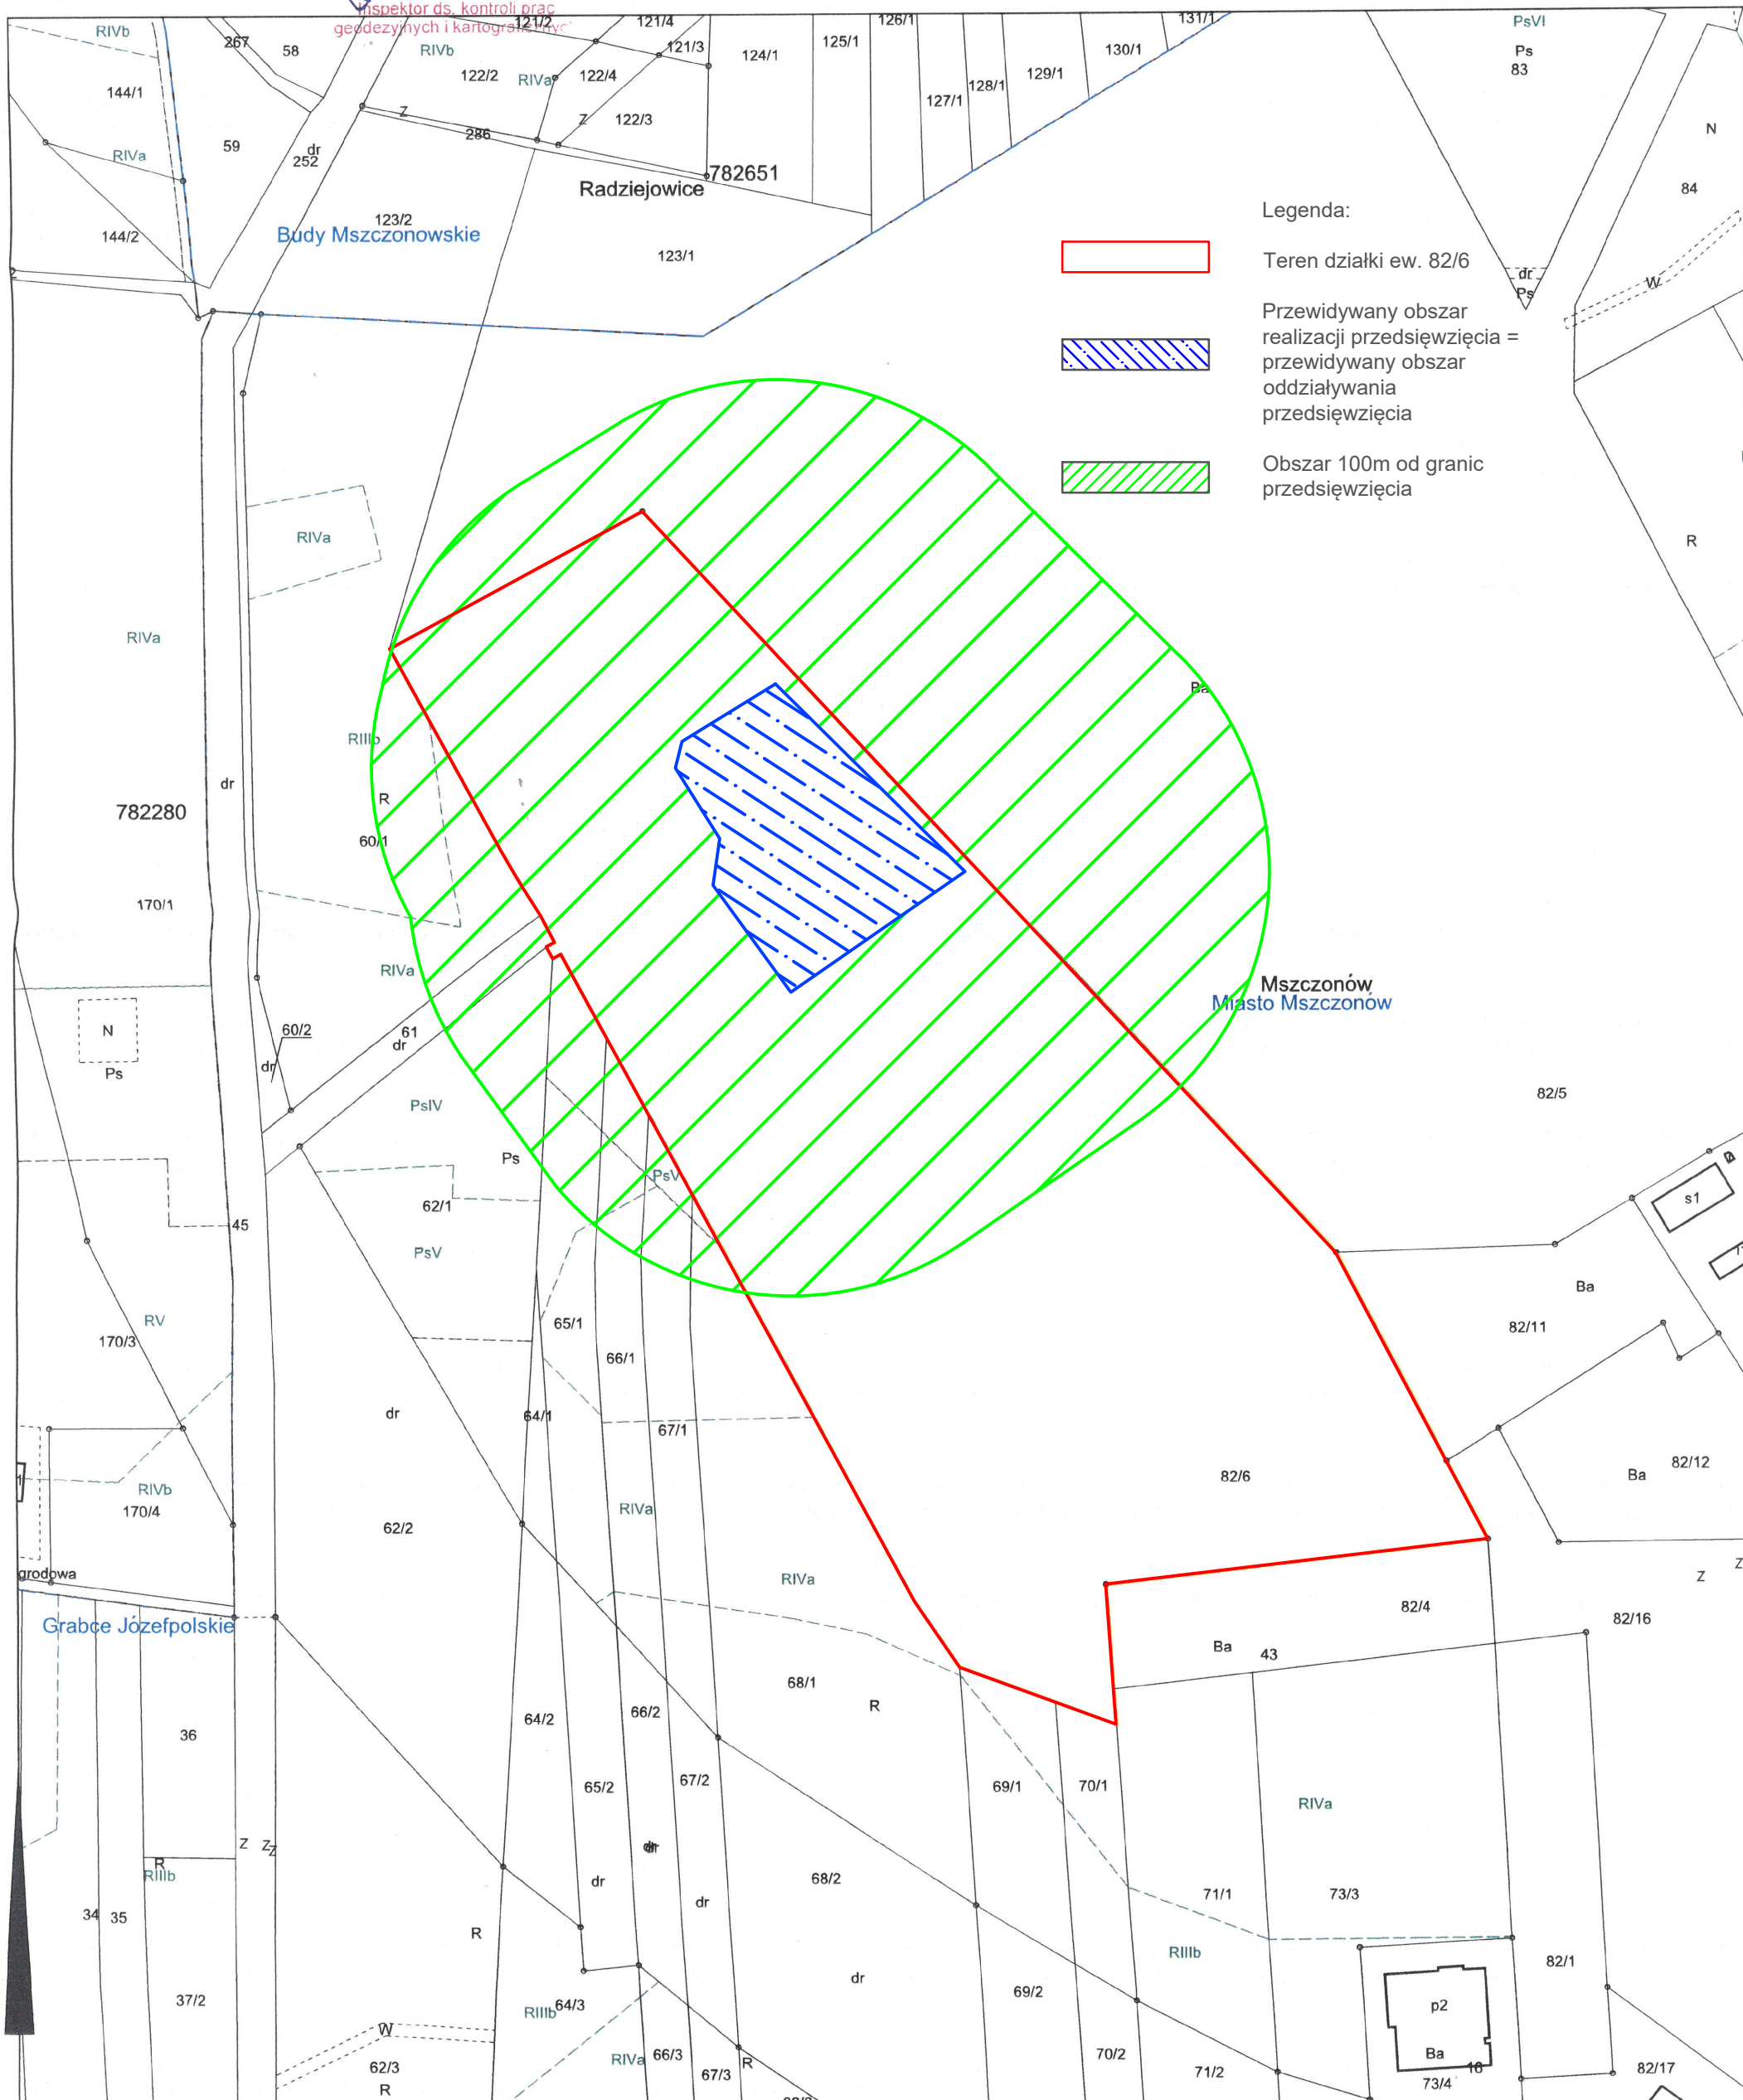 Inspektor ds. kontroli prac
geodezyjnych i
121/2
121/4
126/1
131/1
PsVI
RIVb
267
58
RIVb
121/3
124/1
125/1
130/1
Ps
83
122/2
RIVa
122/4
129/1
144/1
127/1
128/1
Z
286
Z
122/3
N
59
dr
252
RIVa
782651
Radziejowice
84
Legenda:
123/2
Budy Mszczonowskie
144/2
123/1
Teren działki ew. 82/6
dr
Ps
W
Przewidywany obszar
realizacji przedsięwzięcia =
przewidywany obszar
oddziaływania
przedsięwzięcia
Obszar 100m od granic
przedsięwzięcia
RIVa
R
RIVa
Ba
RIIIb
dr
R
782280
60/1
170/1
RIVa
Mszczonów
Miasto Mszczonów
N
60/2
61
dr
dr
Ps
82/5
PsIV
Ps
PsV
s1
62/1
45
PsV
Ba
RV
65/1
82/11
170/3
66/1
dr
64/1
67/1
82/6
Ba
82/12
RIVb
170/4
RIVa
62/2
grodowa
RIVa
Z
Z
Grabce Józefpolskie
82/4
82/16
Ba
43
68/1
R
36
64/2
66/2
65/2
67/2
69/1
70/1
RIVa
Z
Z
Z
dr
R
RIIIb
68/2
dr
dr
71/1
73/3
34
35
R
RIIIb
82/1
dr
69/2
37/2
RIIIb
64/3
p2
W
RIVa
66/3
R
70/2
Ba
16
62/3
67/3
71/2
73/4
82/17
R